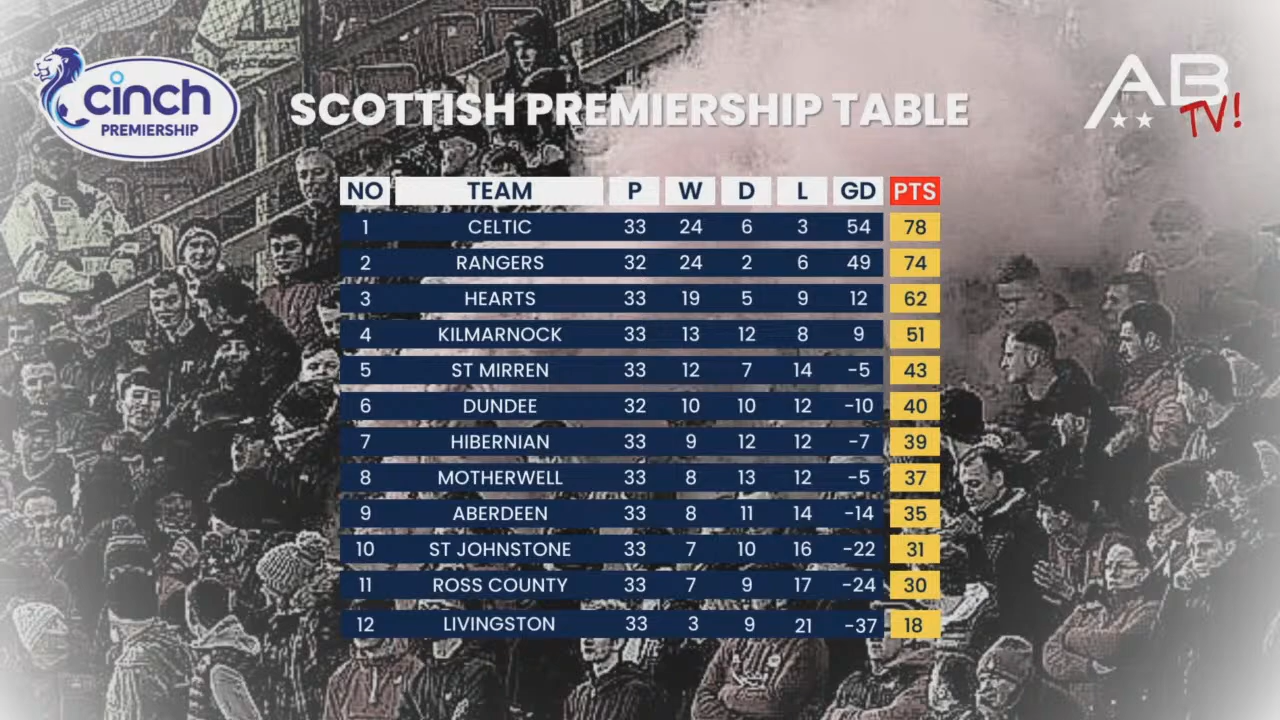 cinch
PREMIERSHIP
SCOTTISH PREMIERSHIP TABLE
AB
TV!
NO TEAM P W D L GD PTS
1 CELTIC 33 24 6 3 54 78
2 RANGERS 32 24 2 6 49 74
3 HEARTS 33 19 5 9 12 62
4 KILMARNOCK 33 13 12 8 9 51
5 ST MIRREN 33 12 7 14 -5 43
6 DUNDEE 32 10 10 12 -10 40
7 HIBERNIAN 33 9 12 12 -7 39
8 MOTHERWELL 33 8 13 12 -5 37
9 ABERDEEN 33 8 11 14 -14 35
10 ST JOHNSTONE 33 7 10 16 -22 31
11 ROSS COUNTY 33 7 9 17 -24 30
12 LIVINGSTON 33 3 9 21 -37 18